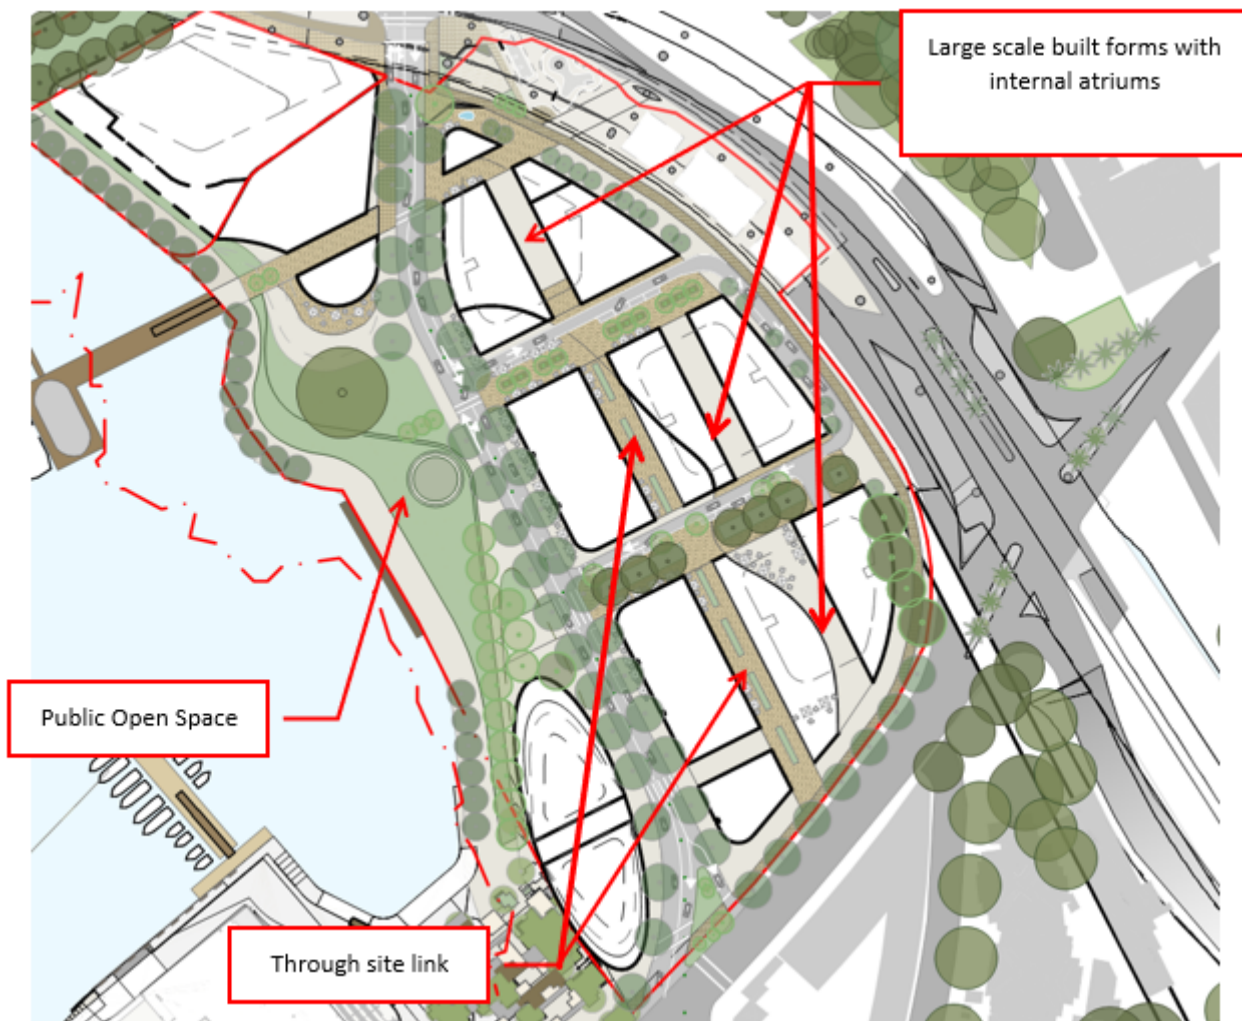 Large scale built forms with
internal atriums
Public Open Space
Through site link